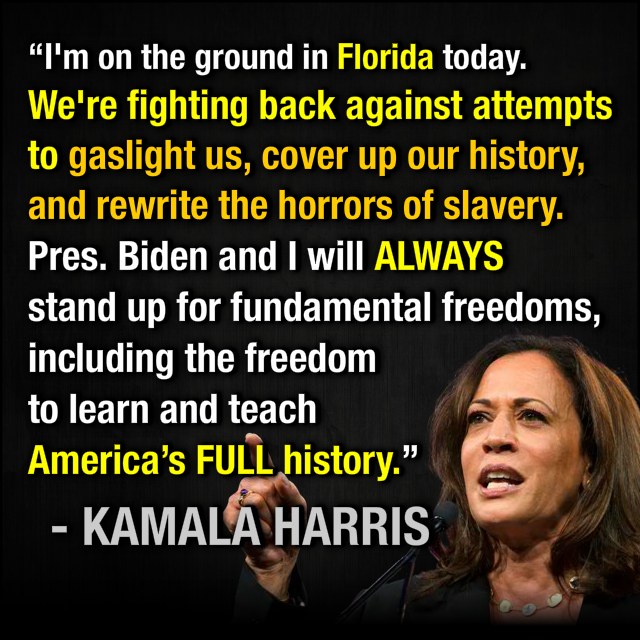 “I'm on the ground in Florida today.
We're fighting back against attempts
to gaslight us, cover up our history,
and rewrite the horrors of slavery.
Pres. Biden and I will ALWAYS
stand up for fundamental freedoms,
including the freedom
to learn and teach
America’s FULL history.”
- KAMALA HARRIS